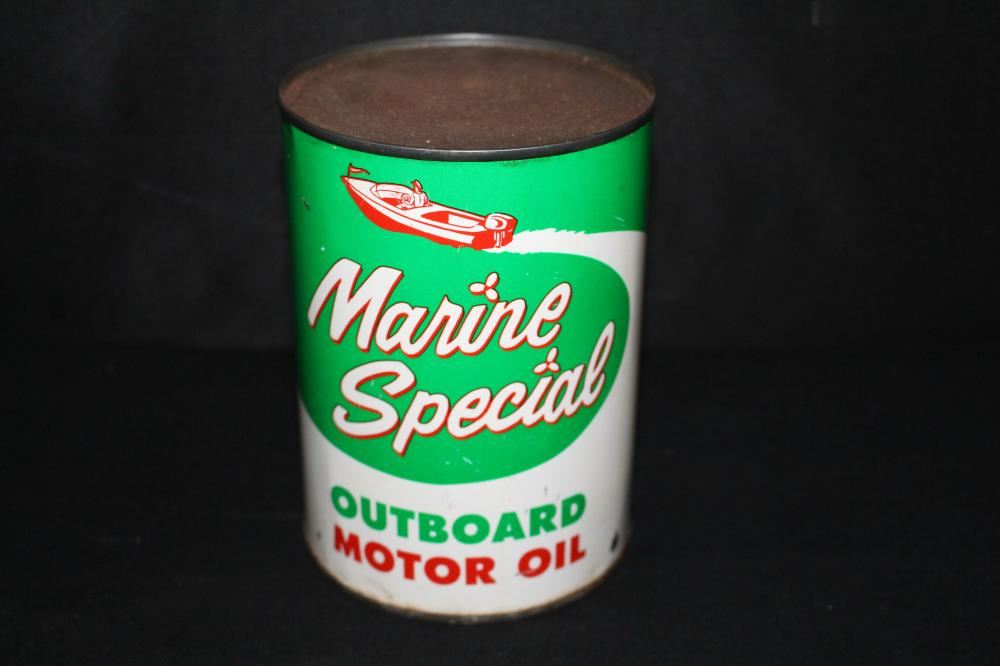 Marine
Special
OUTBOARD
MOTOR OIL